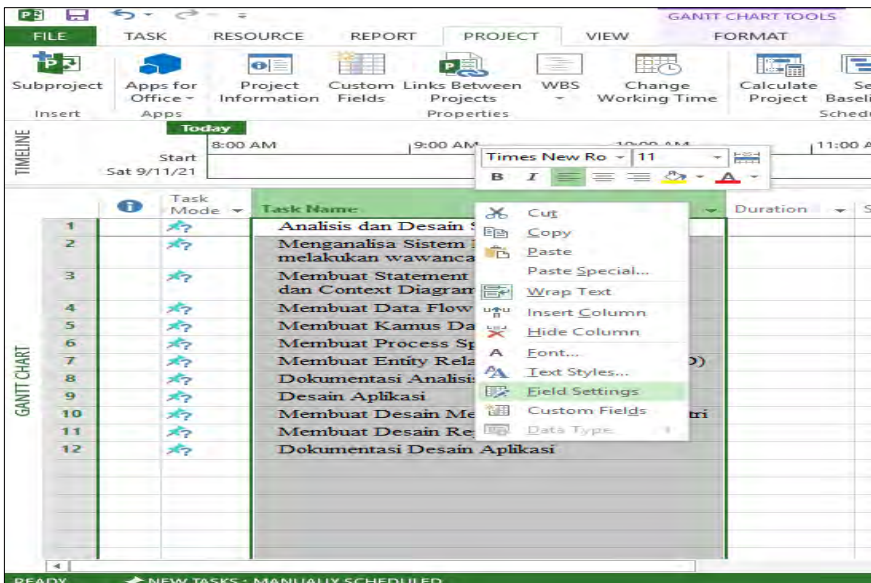 GANTT CHART TOOLS
FILE TASK RESOURCE REPORT PROJECT VIEW FORMAT
Subproject Apps for Office Project Information Custom Fields Links Between Projects WBS Change Working Time Calculate Project
Insert Apps Properties
TIMELINE
Today
8:00 AM 9:00 AM 11:00 A
Start
Sat 9/11/21
Times New Ro 11
B I A
Task Mode Task Name Duration S
1 Analisis dan Desain
2 Menganalisa Sistem
melakukan wawanca
3 Membuat Statement
dan Context Diagram
4 Membuat Data Flow
5 Membuat Kamus Da
6 Membuat Process Sp
7 Membuat Entity Rela )
8 Dokumentasi Analisi
9 Desain Aplikasi
10 Membuat Desain Me tri
11 Membuat Desain Re
12 Dokumentasi Desain Aplikasi
Cut
Copy
Paste
Paste Special...
Wrap Text
Insert Column
Hide Column
Font...
Text Styles...
Field Settings
Custom Fields
Data Type
GANTT CHART
READY NEW TASKS : MANUALLY SCHEDULED